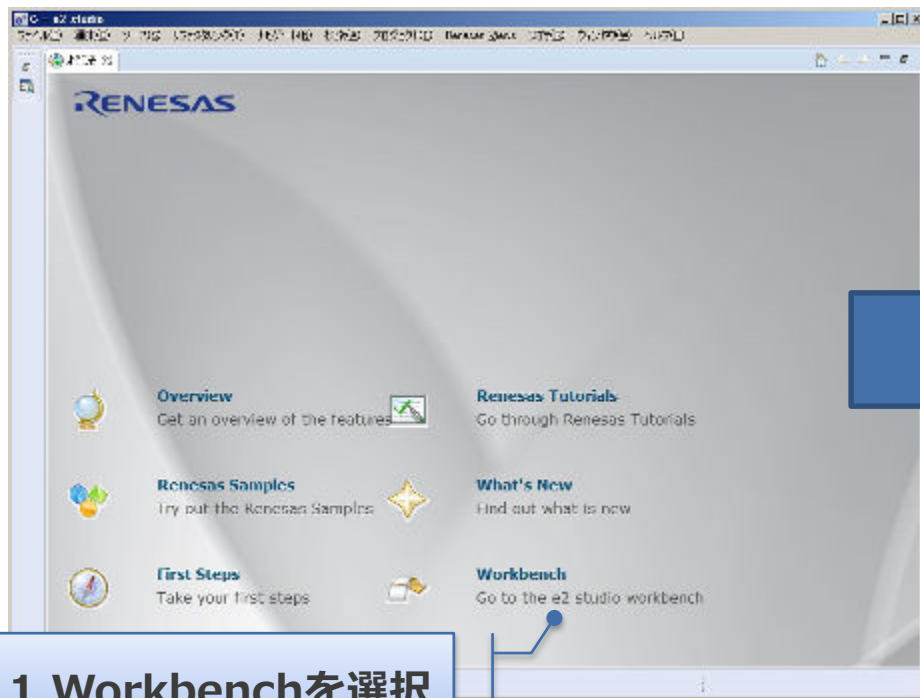 C - e2 studio
RENESAS
Overview
Get an overview of the features
Renesas Tutorials
Go through Renesas Tutorials
Renesas Samples
Try out the Renesas Samples
What's New
Find out what is new
First Steps
Take your first steps
Workbench
Go to the e2 studio workbench
1 Workbenchを選択